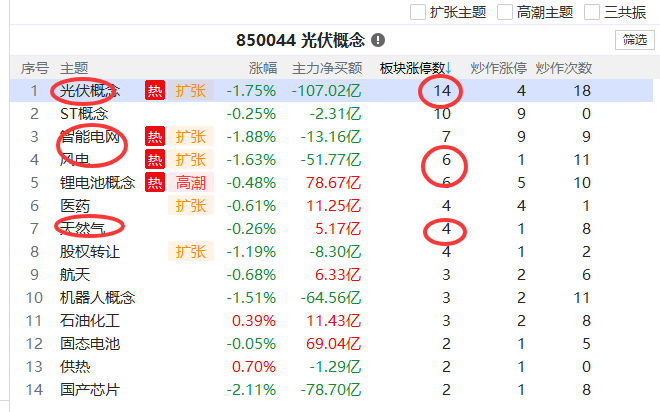 扩张主题 高潮主题 三共振
850044 光伏概念 筛选
序号 主题 涨幅 主力净买额 板块涨停数↓ 炒作涨停 炒作次数
1 光伏概念 热 扩张 -1.75% -107.02亿 14 4 18
2 ST概念 -0.25% -2.31亿 10 9 0
3 智能电网 热 扩张 -1.88% -13.16亿 7 9 9
4 风电 热 扩张 -1.63% -51.77亿 6 1 11
5 锂电池概念 热 高潮 -0.48% 78.67亿 6 5 10
6 医药 扩张 -0.61% 11.25亿 4 4 1
7 天然气 -0.26% 5.17亿 4 1 8
8 股权转让 扩张 -1.19% -8.30亿 4 1 2
9 航天 -0.68% 6.33亿 3 2 6
10 机器人概念 -1.51% -64.56亿 3 2 11
11 石油化工 0.39% 11.43亿 3 2 8
12 固态电池 -0.05% 69.04亿 2 1 5
13 供热 0.70% -1.29亿 2 1 0
14 国产芯片 -2.11% -78.70亿 2 1 8